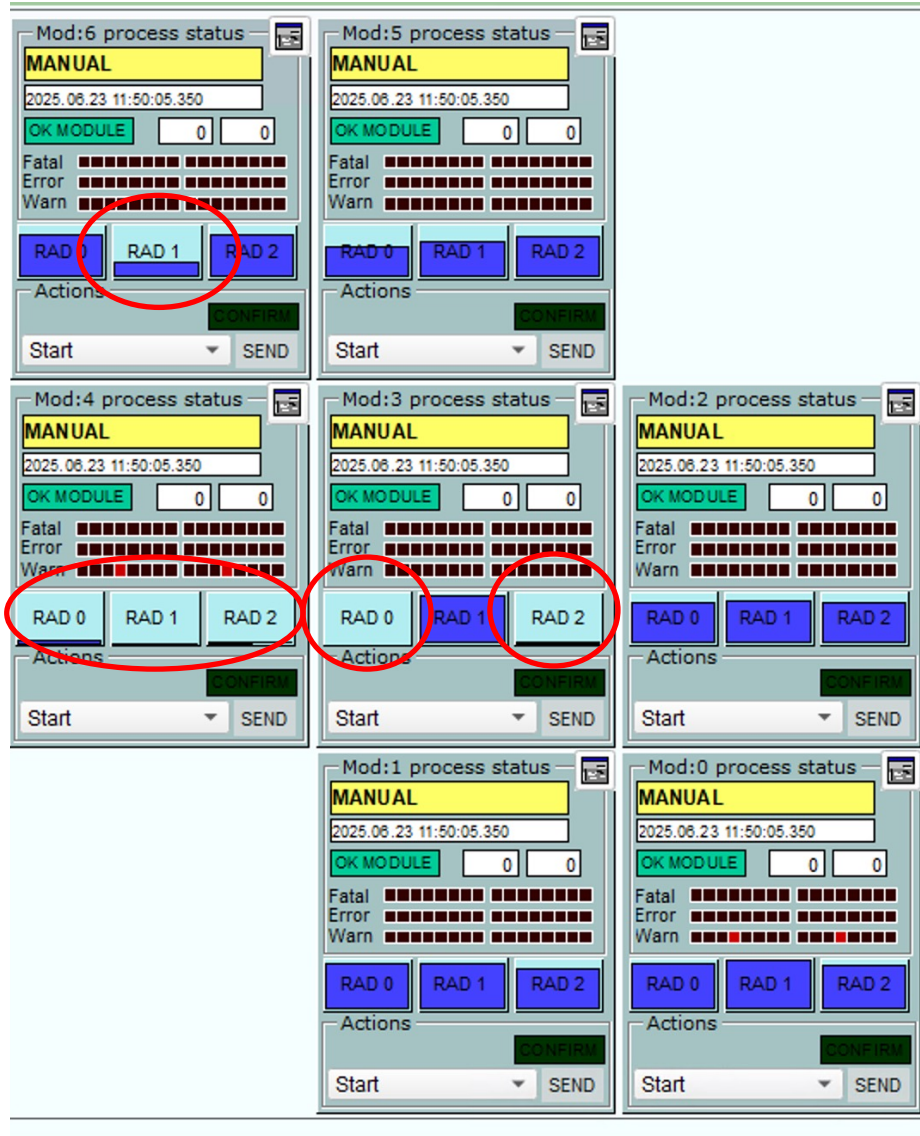 Mod:6 process status
MANUAL
2025.06.23 11:50:05.350
OK MODULE 0 0
Fatal
Error
Warn
RAD 0 RAD 1 RAD 2
Actions
CONFIRM
Start SEND
Mod:5 process status
MANUAL
2025.06.23 11:50:05.350
OK MODULE 0 0
Fatal
Error
Warn
RAD 0 RAD 1 RAD 2
Actions
CONFIRM
Start SEND
Mod:4 process status
MANUAL
2025.06.23 11:50:05.350
OK MODULE 0 0
Fatal
Error
Warn
RAD 0 RAD 1 RAD 2
Actions
CONFIRM
Start SEND
Mod:3 process status
MANUAL
2025.06.23 11:50:05.350
OK MODULE 0 0
Fatal
Error
Warn
RAD 0 RAD 1 RAD 2
Actions
CONFIRM
Start SEND
Mod:2 process status
MANUAL
2025.06.23 11:50:05.350
OK MODULE 0 0
Fatal
Error
Warn
RAD 0 RAD 1 RAD 2
Actions
CONFIRM
Start SEND
Mod:1 process status
MANUAL
2025.06.23 11:50:05.350
OK MODULE 0 0
Fatal
Error
Warn
RAD 0 RAD 1 RAD 2
Actions
CONFIRM
Start SEND
Mod:0 process status
MANUAL
2025.06.23 11:50:05.350
OK MODULE 0 0
Fatal
Error
Warn
RAD 0 RAD 1 RAD 2
Actions
CONFIRM
Start SEND